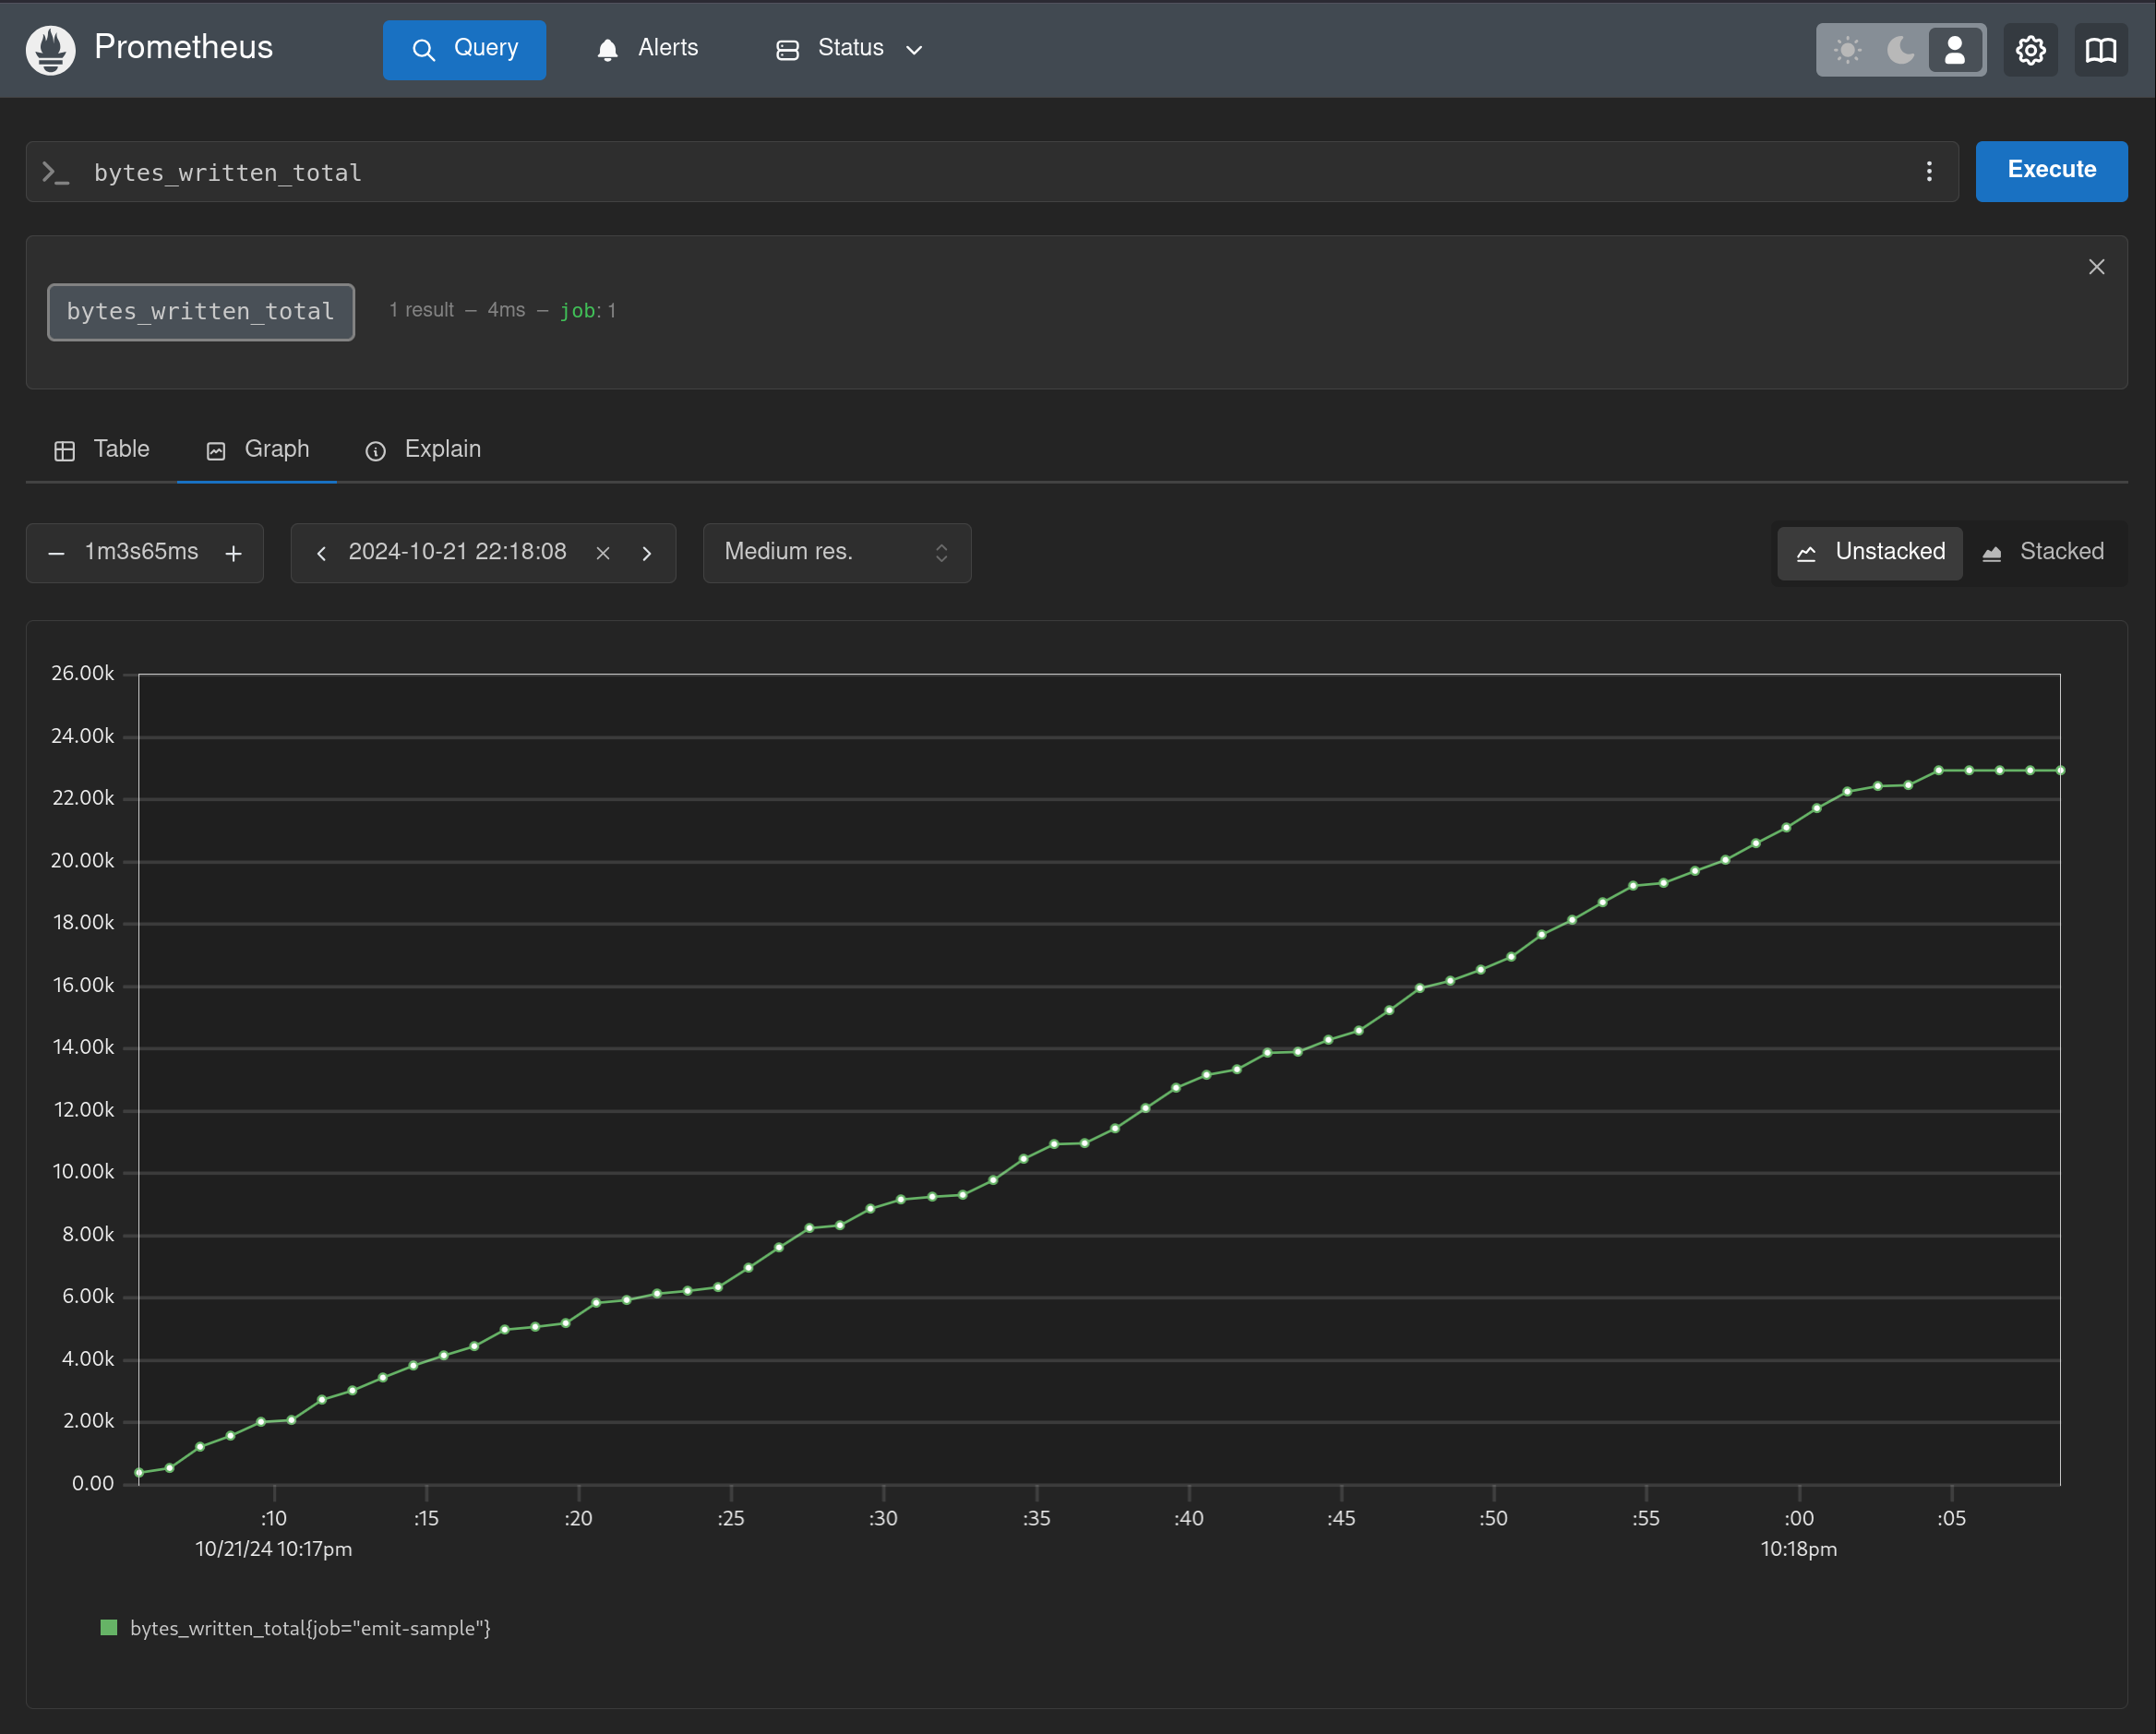 Prometheus Query Alerts Status
bytes_written_total Execute
bytes_written_total 1 result – 4ms – job: 1
Table Graph Explain
1m3s65ms 2024-10-21 22:18:08 Medium res. Unstacked Stacked
26.00k
24.00k
22.00k
20.00k
18.00k
16.00k
14.00k
12.00k
10.00k
8.00k
6.00k
4.00k
2.00k
0.00
:10 :15 :20 :25 :30 :35 :40 :45 :50 :55 :00 :05
10/21/24 10:17pm 10:18pm
bytes_written_total{job="emit-sample"}